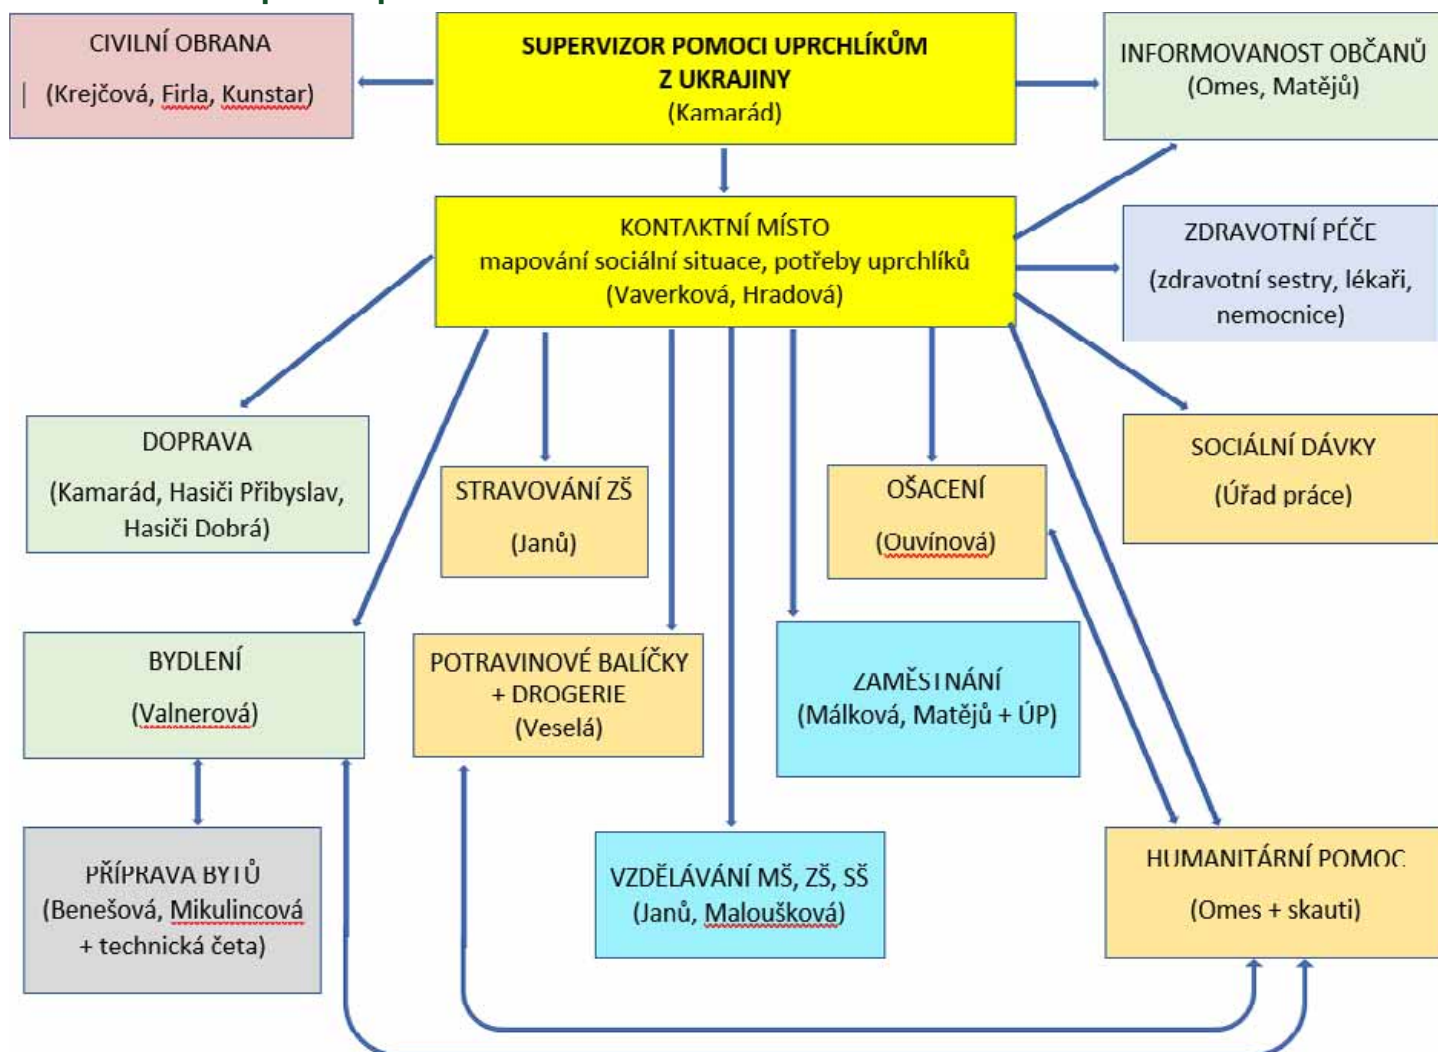 CIVILNÍ OBRANA
(Krejčová, Firla, Kunstar)
SUPERVIZOR POMOCI UPRCHLÍKŮM
Z UKRAJINY
(Kamarád)
INFORMOVANOST OBČANŮ
(Omes, Matějů)
KONTAKTNÍ MÍSTO
mapování sociální situace, potřeby uprchlíků
(Vaverková, Hradová)
ZDRAVOTNÍ PÉČE
(zdravotní sestry, lékaři,
nemocnice)
DOPRAVA
(Kamarád, Hasiči Přibyslav,
Hasiči Dobrá)
STRAVOVÁNÍ ZŠ
(Janů)
OŠACENÍ
(Ouvínová)
SOCIÁLNÍ DÁVKY
(Úřad práce)
BYDLENÍ
(Valnerová)
POTRAVINOVÉ BALÍČKY
+ DROGERIE
(Veselá)
ZAMĚSTNÁNÍ
(Málková, Matějů + ÚP)
PŘÍPRAVA BYTŮ
(Benešová, Mikulincová
+ technická četa)
VZDĚLÁVÁNÍ MŠ, ZŠ, SŠ
(Janů, Maloušková)
HUMANITÁRNÍ POMOC
(Omes + skauti)